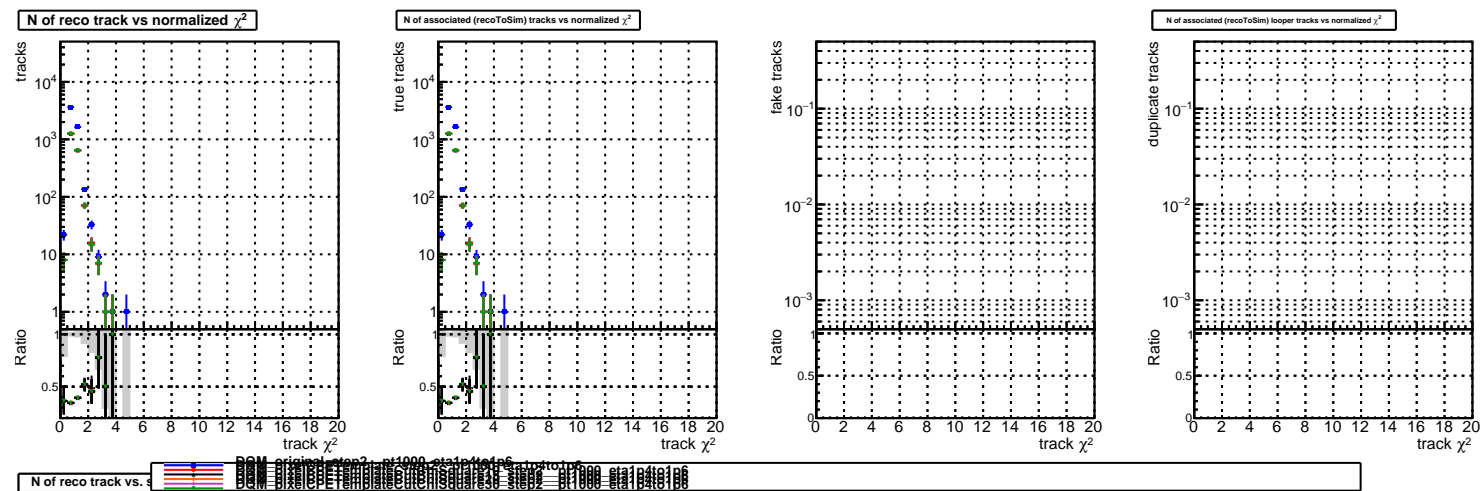 N of reco track vs normalized χ²
tracks
10⁴
10³
10²
10
1
Ratio
1
0.5
0 2 4 6 8 10 12 14 16 18 20
track χ²
N of associated (recoToSim) tracks vs normalized χ²
true tracks
10⁴
10³
10²
10
1
Ratio
1
0.5
0 2 4 6 8 10 12 14 16 18 20
track χ²
fake tracks
10⁻¹
10⁻²
10⁻³
Ratio
1
0.5
0
0 2 4 6 8 10 12 14 16 18 20
track χ²
N of associated (recoToSim) looper tracks vs normalized χ²
duplicate tracks
10⁻¹
10⁻²
10⁻³
Ratio
1
0.5
0
0 2 4 6 8 10 12 14 16 18 20
track χ²
N of reco track vs. s